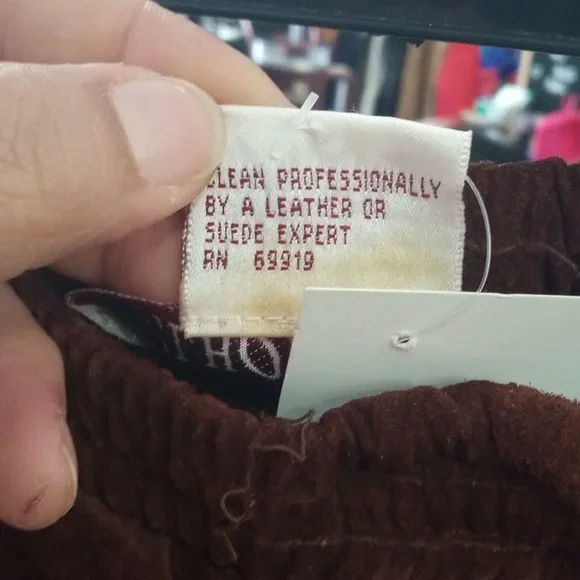 CLEAN PROFESSIONALLY
BY A LEATHER OR
SUEDE EXPERT
RN 69919